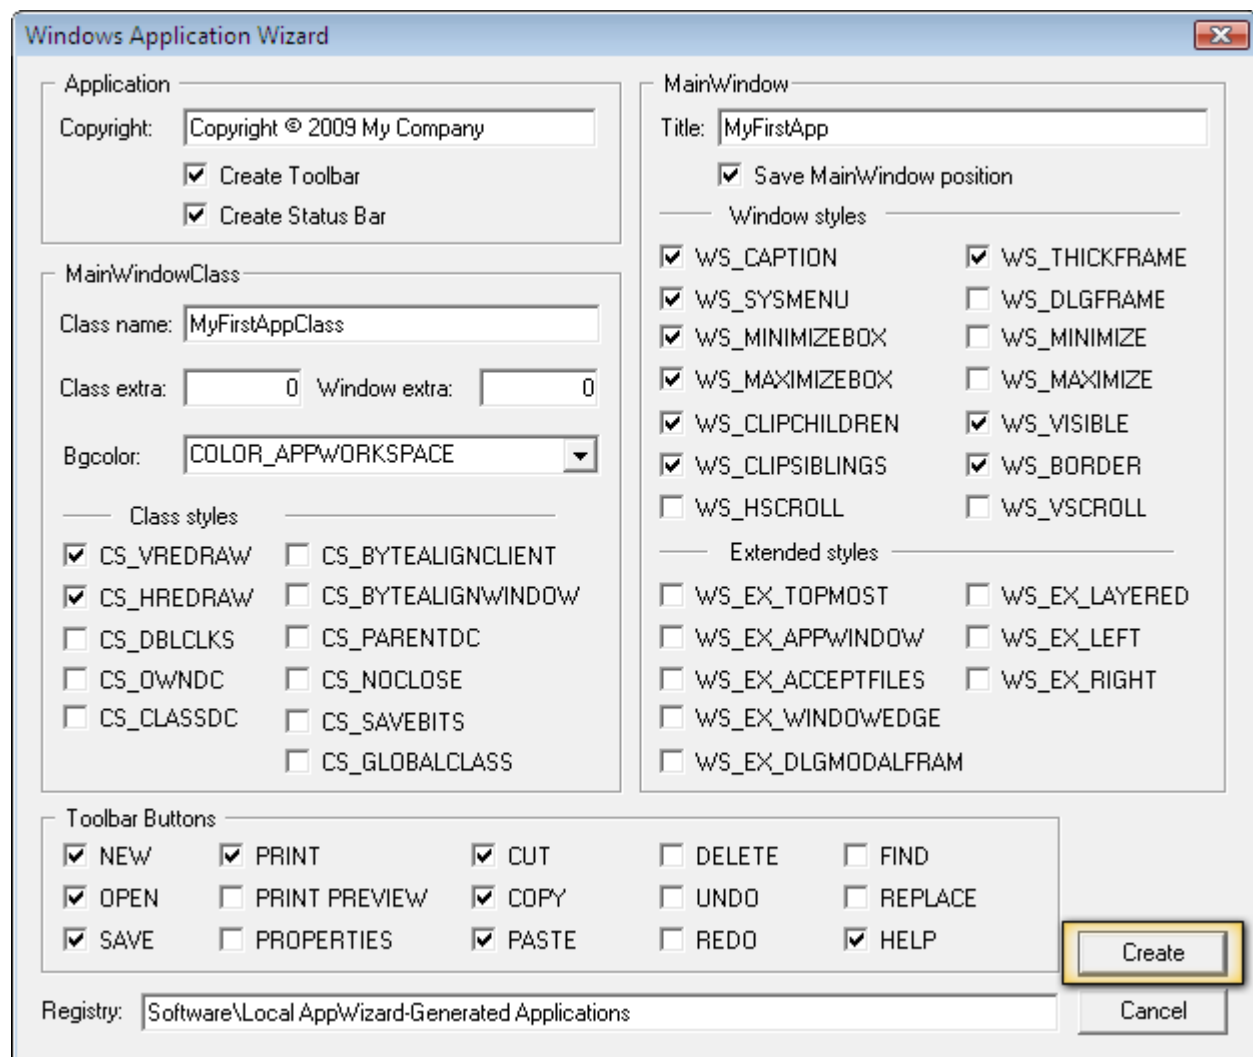 Windows Application Wizard
Application
Copyright: Copyright © 2009 My Company
Create Toolbar
Create Status Bar
MainWindowClass
Class name: MyFirstAppClass
Class extra: 0 Window extra: 0
Bgcolor: COLOR_APPWORKSPACE
Class styles
CS_VREDRAW CS_BYTEALIGNCLIENT
CS_HREDRAW CS_BYTEALIGNWINDOW
CS_DBLCLKS CS_PARENTDC
CS_OWNDC CS_NOCLOSE
CS_CLASSDC CS_SAVEBITS
CS_GLOBALCLASS
MainWindow
Title: MyFirstApp
Save MainWindow position
Window styles
WS_CAPTION WS_THICKFRAME
WS_SYSMENU WS_DLGFRAME
WS_MINIMIZEBOX WS_MINIMIZE
WS_MAXIMIZEBOX WS_MAXIMIZE
WS_CLIPCHILDREN WS_VISIBLE
WS_CLIPSIBLINGS WS_BORDER
WS_HSCROLL WS_VSCROLL
Extended styles
WS_EX_TOPMOST WS_EX_LAYERED
WS_EX_APPWINDOW WS_EX_LEFT
WS_EX_ACCEPTFILES WS_EX_RIGHT
WS_EX_WINDOWEDGE
WS_EX_DLGMODALFRAM
Toolbar Buttons
NEW PRINT CUT DELETE FIND
OPEN PRINT PREVIEW COPY UNDO REPLACE
SAVE PROPERTIES PASTE REDO HELP
Create
Registry: Software\Local AppWizard-Generated Applications
Cancel